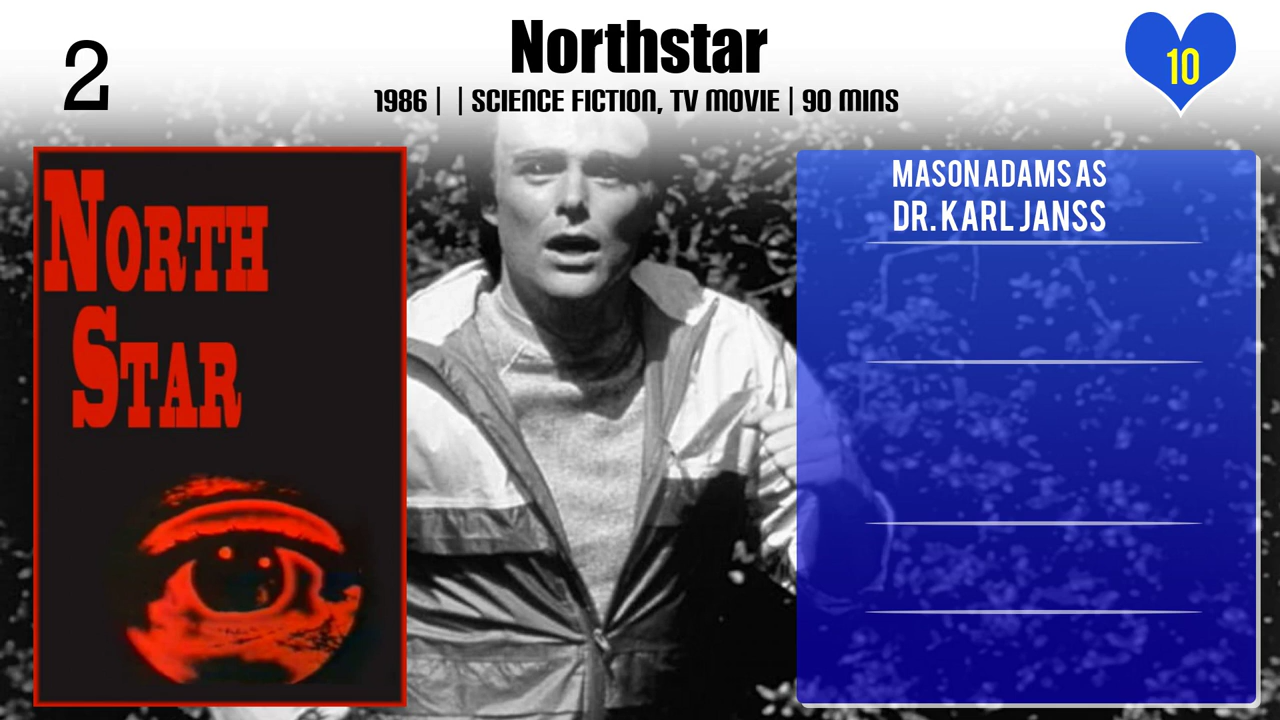 2
Northstar
1986 | | SCIENCE FICTION, TV MOVIE | 90 MINS
10
NORTH
STAR
MASON ADAMS AS
DR. KARL JANSS